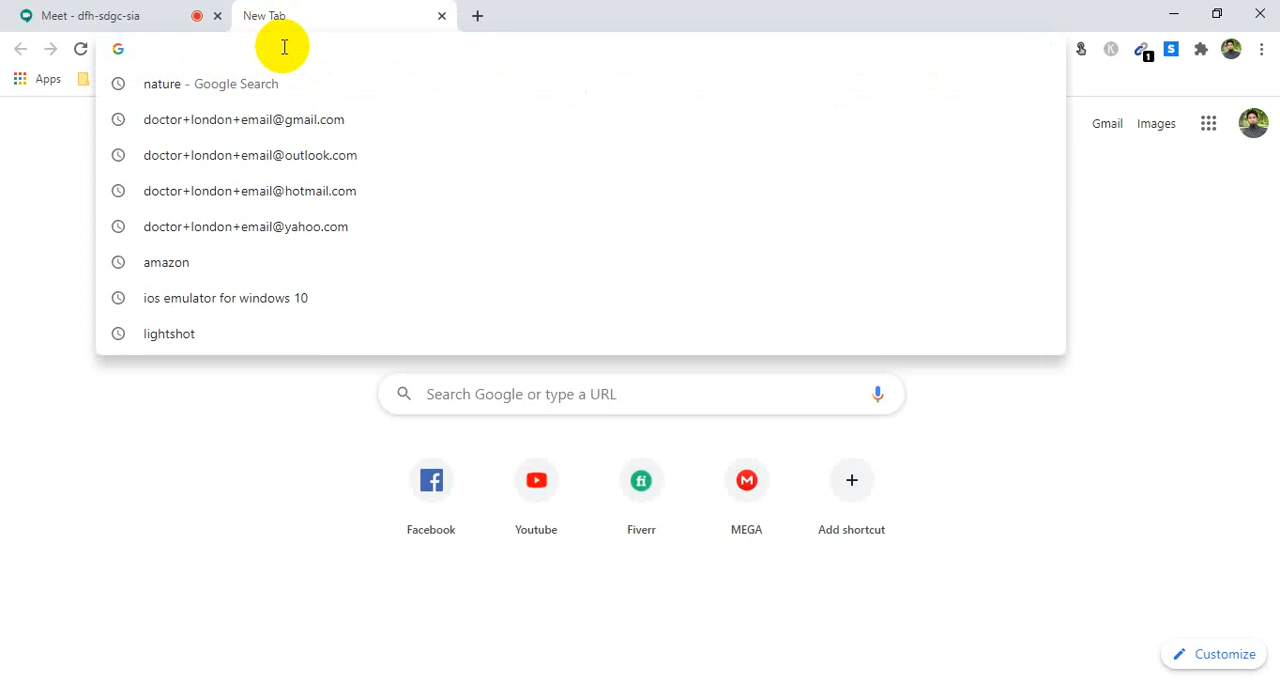 Meet - dfh-sdgc-sia
New Tab
nature - Google Search
doctor+london+email@gmail.com
doctor+london+email@outlook.com
doctor+london+email@hotmail.com
doctor+london+email@yahoo.com
amazon
ios emulator for windows 10
lightshot
K
1
S
Apps
Gmail
Images
Search Google or type a URL
fi
M
Facebook
Youtube
Fiverr
MEGA
Add shortcut
Customize